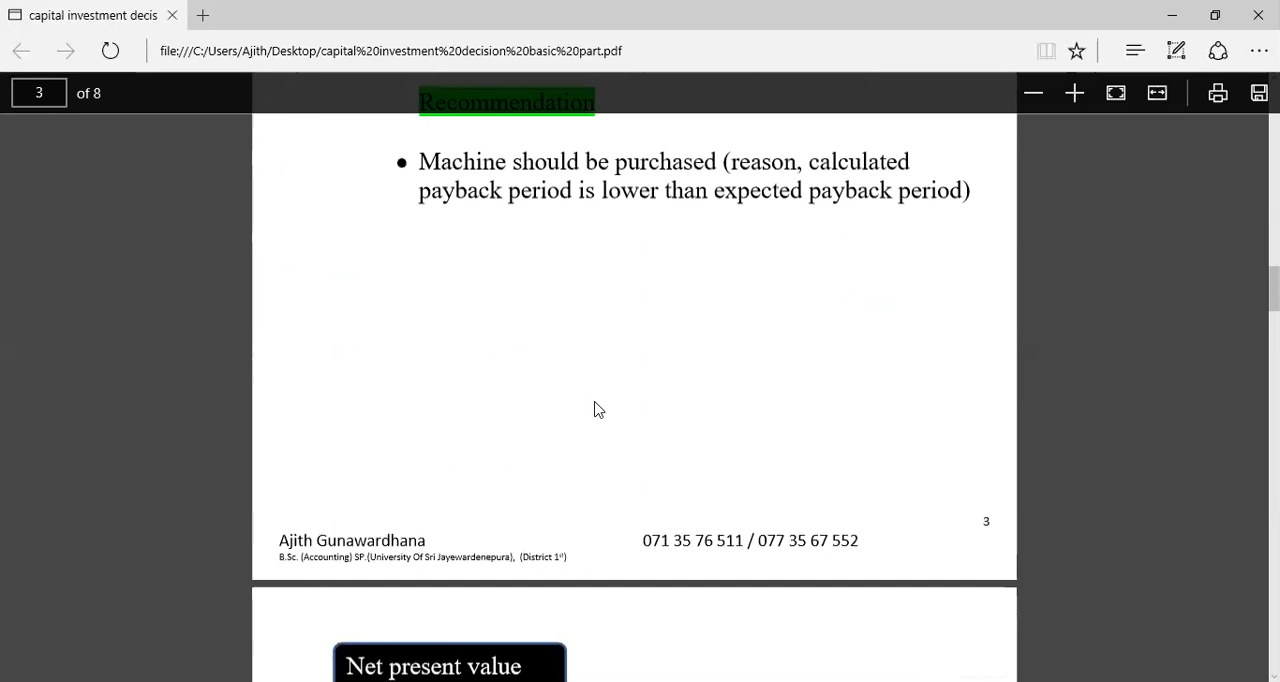 capital investment decis
file:///C:/Users/Ajith/Desktop/capital%20investment%20decision%20basic%20part.pdf
3 of 8
Recommendation
• Machine should be purchased (reason, calculated
payback period is lower than expected payback period)
3
Ajith Gunawardhana 071 35 76 511 / 077 35 67 552
B.Sc. (Accounting) SP.(University Of Sri Jayewardenepura), (District 1st)
Net present value